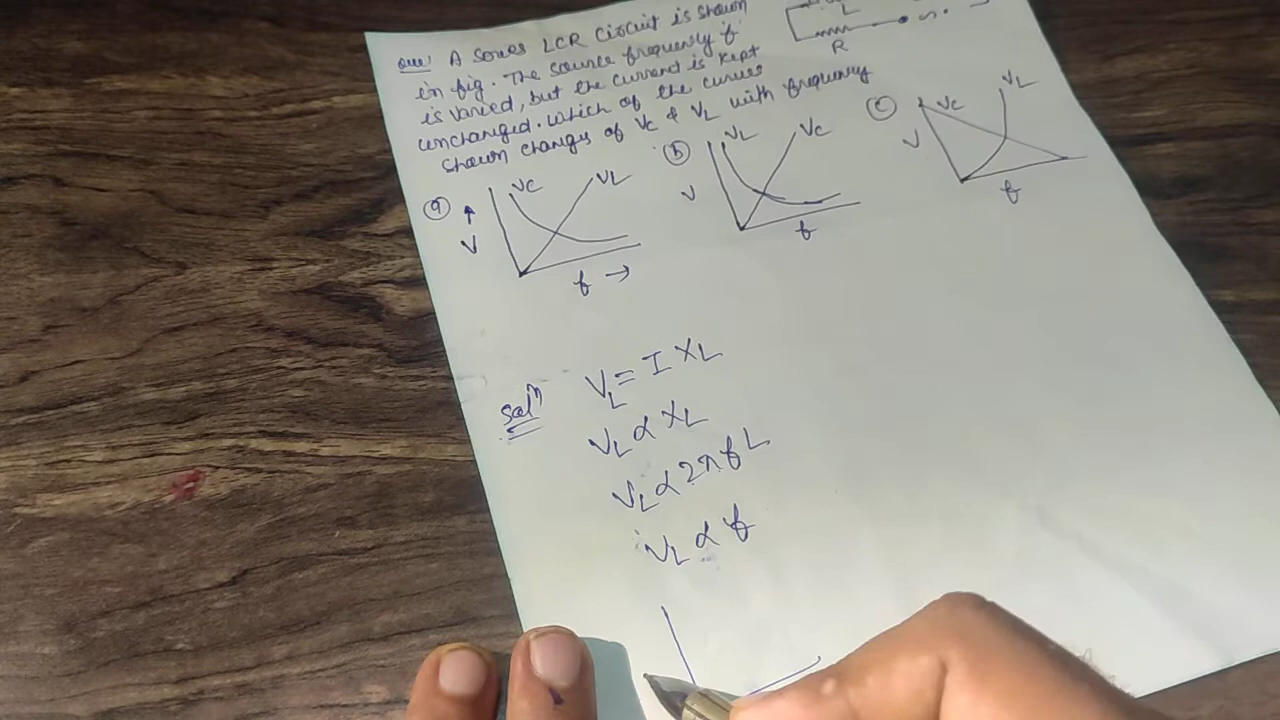 Que! A Series LCR Circuit is shown
in fig. The source frequency f
is varied, but the current is kept
unchanged. Which of the curves
shown changes of VC & VL with frequency
L
R
(a) V VC VL f →
(b) V VL VC f
(c) V VC VL f
Solⁿ VL = I XL
VL ∝ XL
VL ∝ 2π f L
VL ∝ f